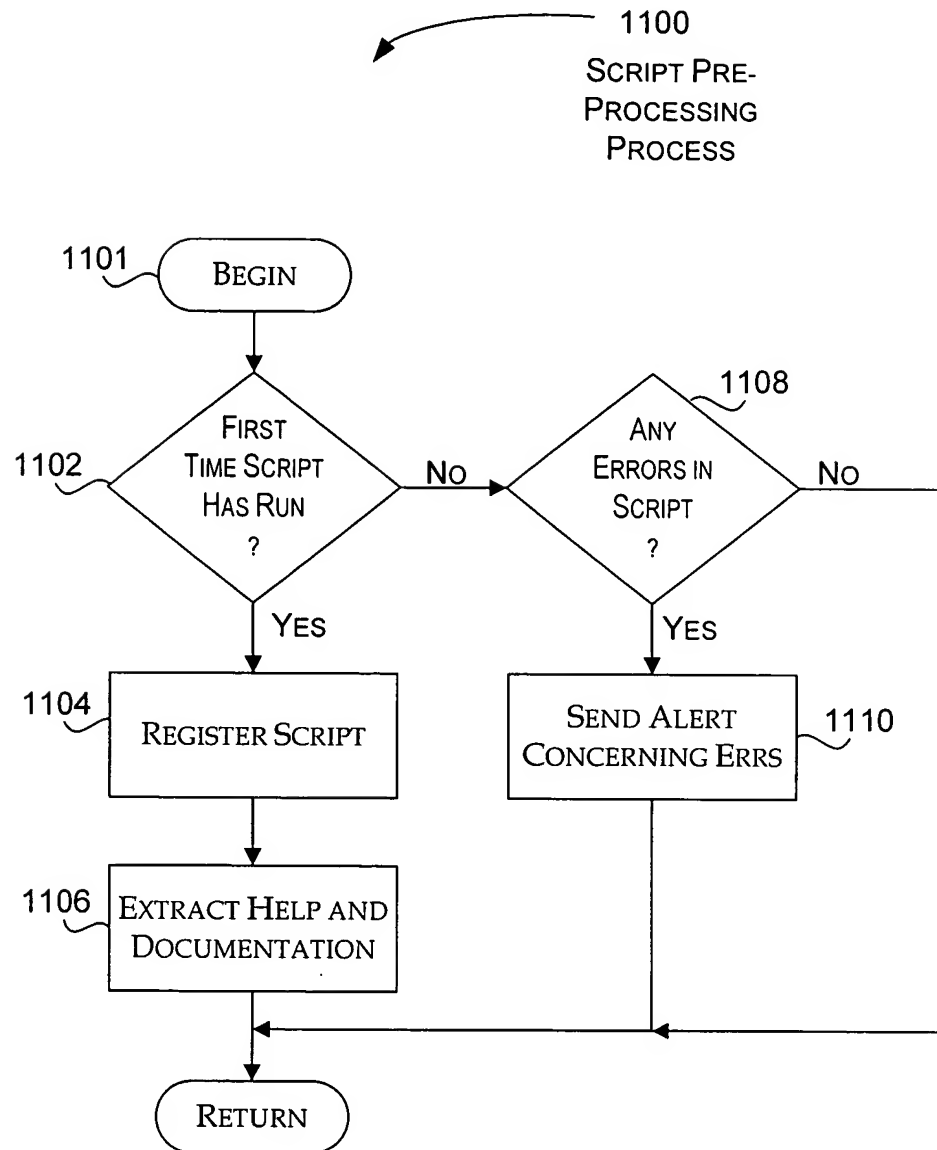 1100
SCRIPT PRE-
PROCESSING
PROCESS
1101
BEGIN
1102
FIRST
TIME SCRIPT
HAS RUN
?
NO
1108
ANY
ERRORS IN
SCRIPT
?
NO
YES
YES
1104
REGISTER SCRIPT
SEND ALERT
CONCERNING ERRS
1110
1106
EXTRACT HELP AND
DOCUMENTATION
RETURN